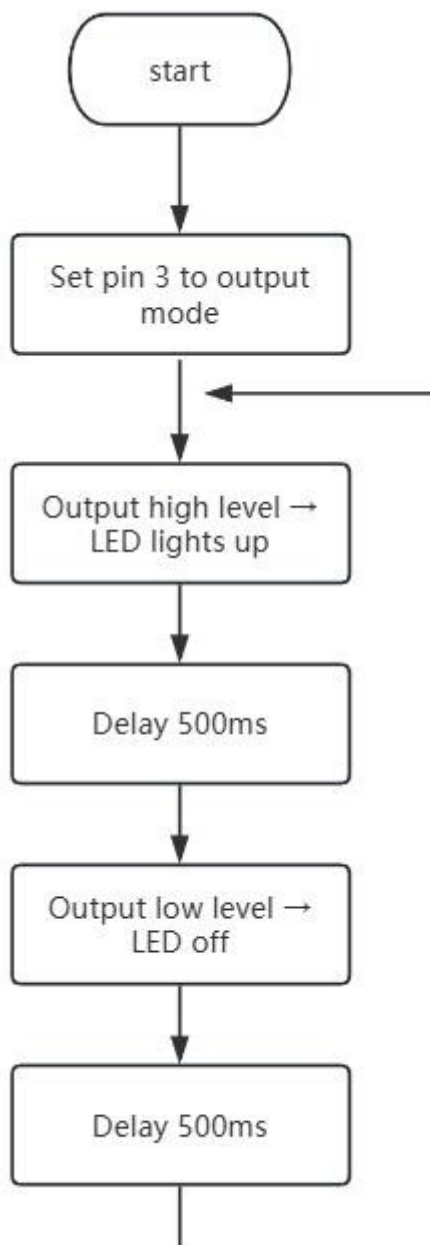 start
Set pin 3 to output
mode
Output high level →
LED lights up
Delay 500ms
Output low level →
LED off
Delay 500ms